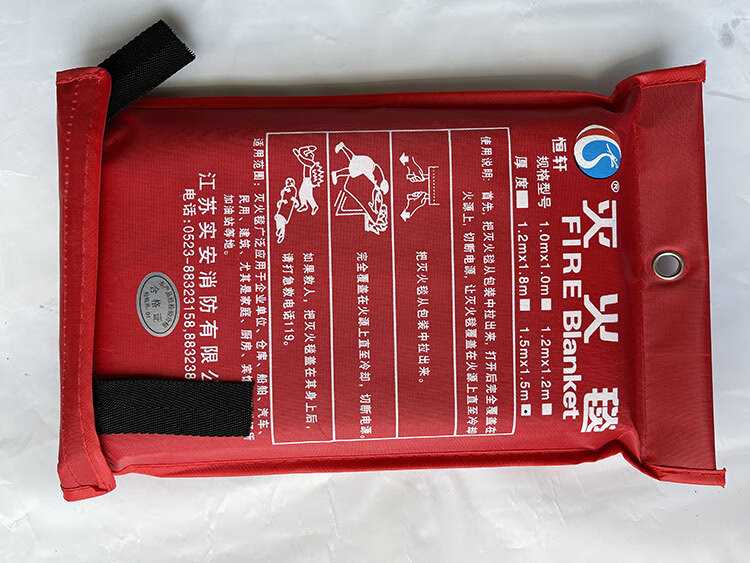 ®
灭火毯
FIRE Blanket
恒轩
规格型号 1.0mx1.0m 1.2mx1.2m
厚度 1.2mx1.8m 1.5mx1.5m
使用说明：首先，把灭火毯从包装中拉出来，打开后完全覆盖在
火源上，切断电源，让灭火毯覆盖在火源上直至冷却
把灭火毯从包装中拉出来。
完全覆盖在火源上直至冷却，切断电源。
如果救人，把灭火毯盖在其身上后，
请打急救电话119。
适用范围：灭火毯广泛应用于企业单位、仓库、船舶、汽车、
民用、建筑、尤其是家庭、厨房、宾
加油站等地。
江苏实安消防有限公
电话:0523-88323158,883238
合格证